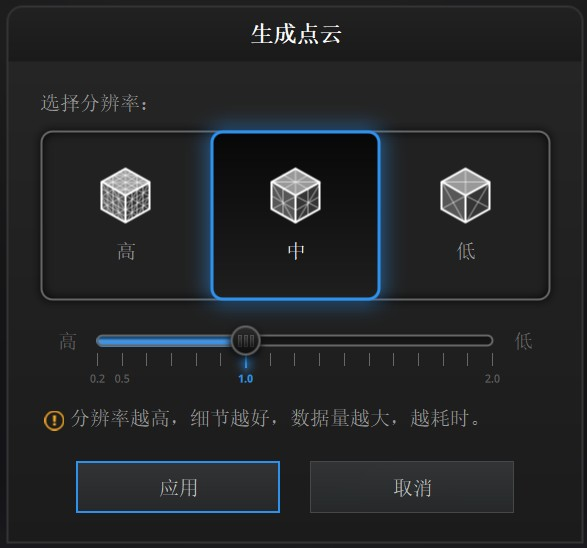 生成点云
选择分辨率：
高 中 低
高 低
0.2 0.5 1.0 2.0
分辨率越高，细节越好，数据量越大，越耗时。
应用 取消